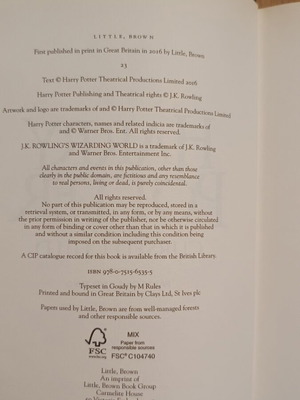 LITTLE, BROWN
First published in print in Great Britain in 2016 by Little, Brown
23
Text © Harry Potter Theatrical Productions Limited 2016
Harry Potter Publishing and Theatrical rights © J.K. Rowling
Artwork and logo are trademarks of and © Harry Potter Theatrical Productions Limited
Harry Potter characters, names and related indicia are trademarks of
and © Warner Bros. Ent. All rights reserved.
J.K. ROWLING'S WIZARDING WORLD is a trademark of J.K. Rowling
and Warner Bros. Entertainment Inc.
All characters and events in this publication, other than those
clearly in the public domain, are fictitious and any resemblance
to real persons, living or dead, is purely coincidental.
All rights reserved.
No part of this publication may be reproduced, stored in a
retrieval system, or transmitted, in any form, or by any means, without
the prior permission in writing of the publisher, nor be otherwise circulated
in any form of binding or cover other than that in which it is published
and without a similar condition including this condition being
imposed on the subsequent purchaser.
A CIP catalogue record for this book is available from the British Library.
ISBN 978-0-7515-6535-5
Typeset in Goudy by M Rules
Printed and bound in Great Britain by Clays Ltd, St Ives plc
Papers used by Little, Brown are from well-managed forests
and other responsible sources.
FSC
www.fsc.org
MIX
Paper from
responsible sources
FSC® C104740
Little, Brown
An imprint of
Little, Brown Book Group
Carmelite House
50 Victoria Embankment